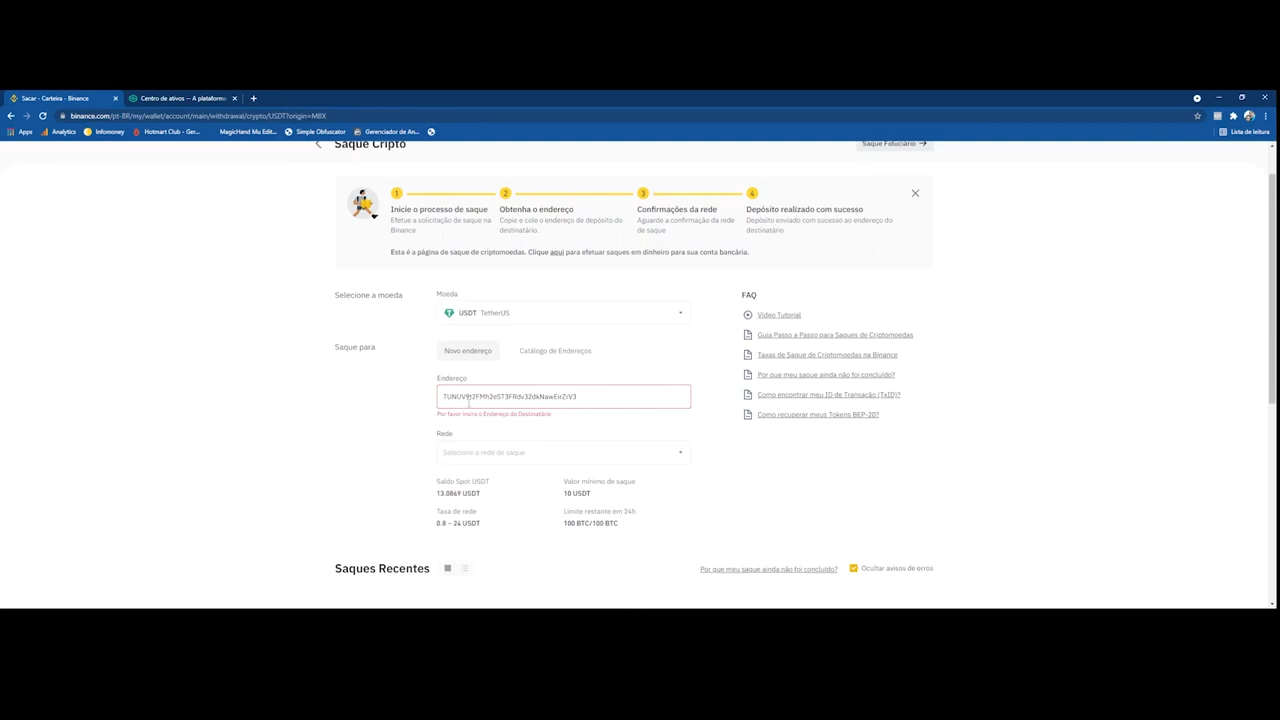 Sacar - Carteira - Binance
Centro de ativos — A plataforma
binance.com/pt-BR/my/wallet/account/main/withdrawal/crypto/USDT?origin=MBX
Apps Analytics Infomoney Hotmart Club - Ger... MagicHand Mu Edit... Simple Obfuscator Gerenciador de An... Lista de leitura
Saque Cripto
Saque Fiduciário →
1 2 3 4
Inicie o processo de saque
Efetue a solicitação de saque na
Binance
Obtenha o endereço
Copie e cole o endereço de depósito do
destinatário.
Confirmações da rede
Aguarde a confirmação da rede
de saque
Depósito realizado com sucesso
Depósito enviado com sucesso ao endereço do
destinatário
Esta é a página de saque de criptomoedas. Clique aqui para efetuar saques em dinheiro para sua conta bancária.
Selecione a moeda
Moeda
USDT TetherUS
Saque para
Novo endereço
Catálogo de Endereços
Endereço
Por favor insira o Endereço do Destinatário
Rede
Selecione a rede de saque
Saldo Spot USDT
13.0869 USDT
Valor mínimo de saque
10 USDT
Taxa de rede
0.8 ~ 24 USDT
Limite restante em 24h
100 BTC/100 BTC
FAQ
Vídeo Tutorial
Guia Passo a Passo para Saques de Criptomoedas
Taxas de Saque de Criptomoedas na Binance
Por que meu saque ainda não foi concluído?
Como encontrar meu ID de Transação (TxID)?
Como recuperar meus Tokens BEP-20?
Saques Recentes
Por que meu saque ainda não foi concluído?
Ocultar avisos de erros